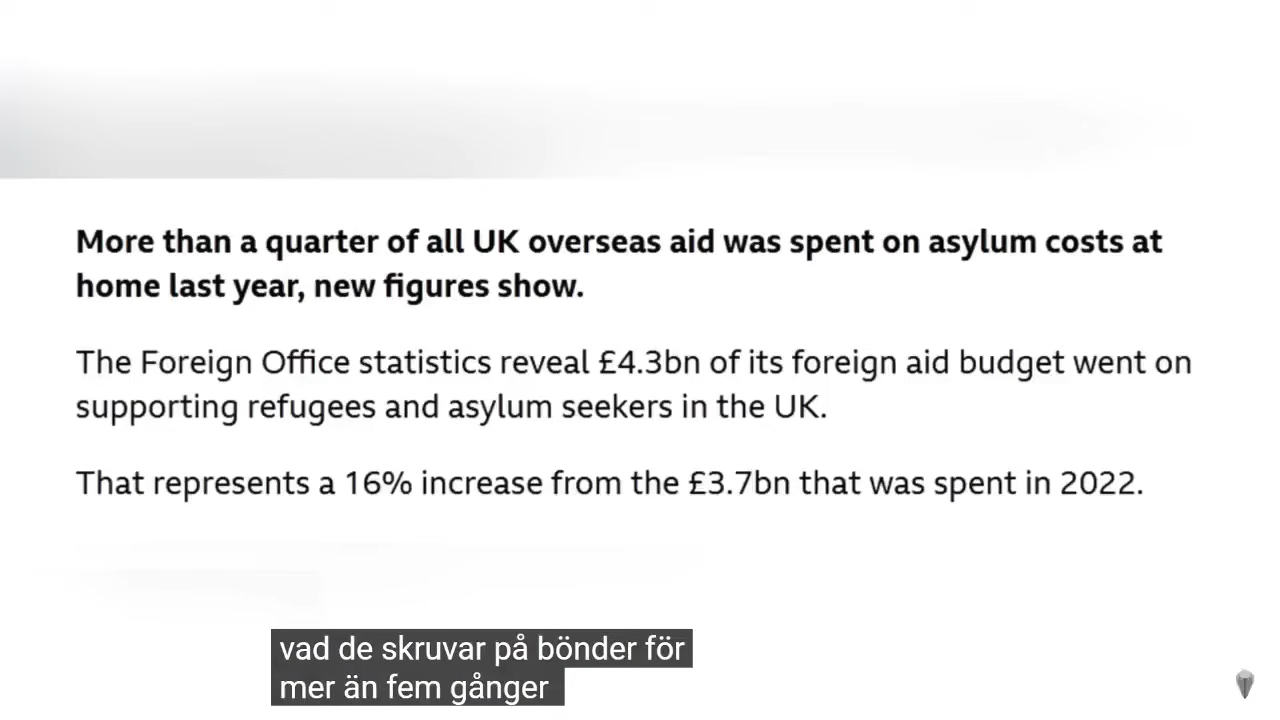 More than a quarter of all UK overseas aid was spent on asylum costs at
home last year, new figures show.
The Foreign Office statistics reveal £4.3bn of its foreign aid budget went on
supporting refugees and asylum seekers in the UK.
That represents a 16% increase from the £3.7bn that was spent in 2022.
vad de skruvar på bönder för
mer än fem gånger